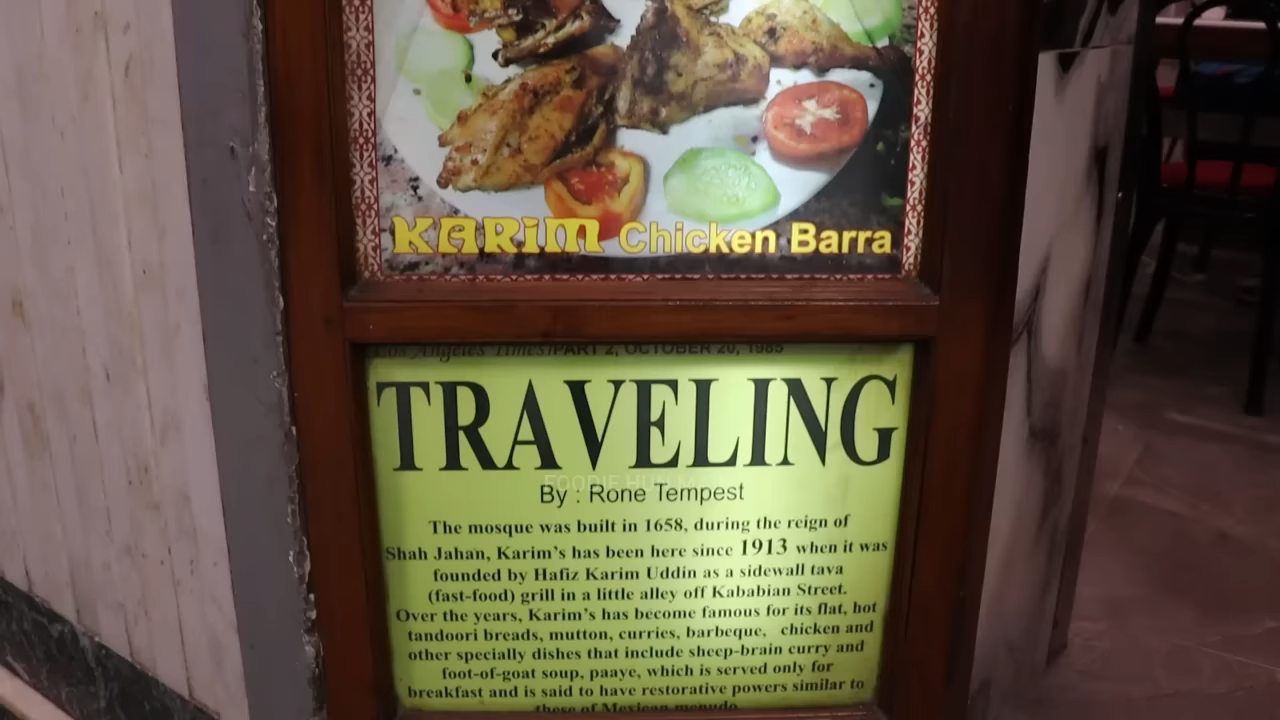 KARIM Chicken Barra
Los Angeles Times/PART 2, OCTOBER 20, 1985
TRAVELING
FOODIE HU
By : Rone Tempest
The mosque was built in 1658, during the reign of
Shah Jahan, Karim's has been here since 1913 when it was
founded by Hafiz Karim Uddin as a sidewall tava
(fast-food) grill in a little alley off Kababian Street.
Over the years, Karim's has become famous for its flat, hot
tandoori breads, mutton, curries, barbeque, chicken and
other specially dishes that include sheep-brain curry and
foot-of-goat soup, paaye, which is served only for
breakfast and is said to have restorative powers similar to
those of Mexican menudo.